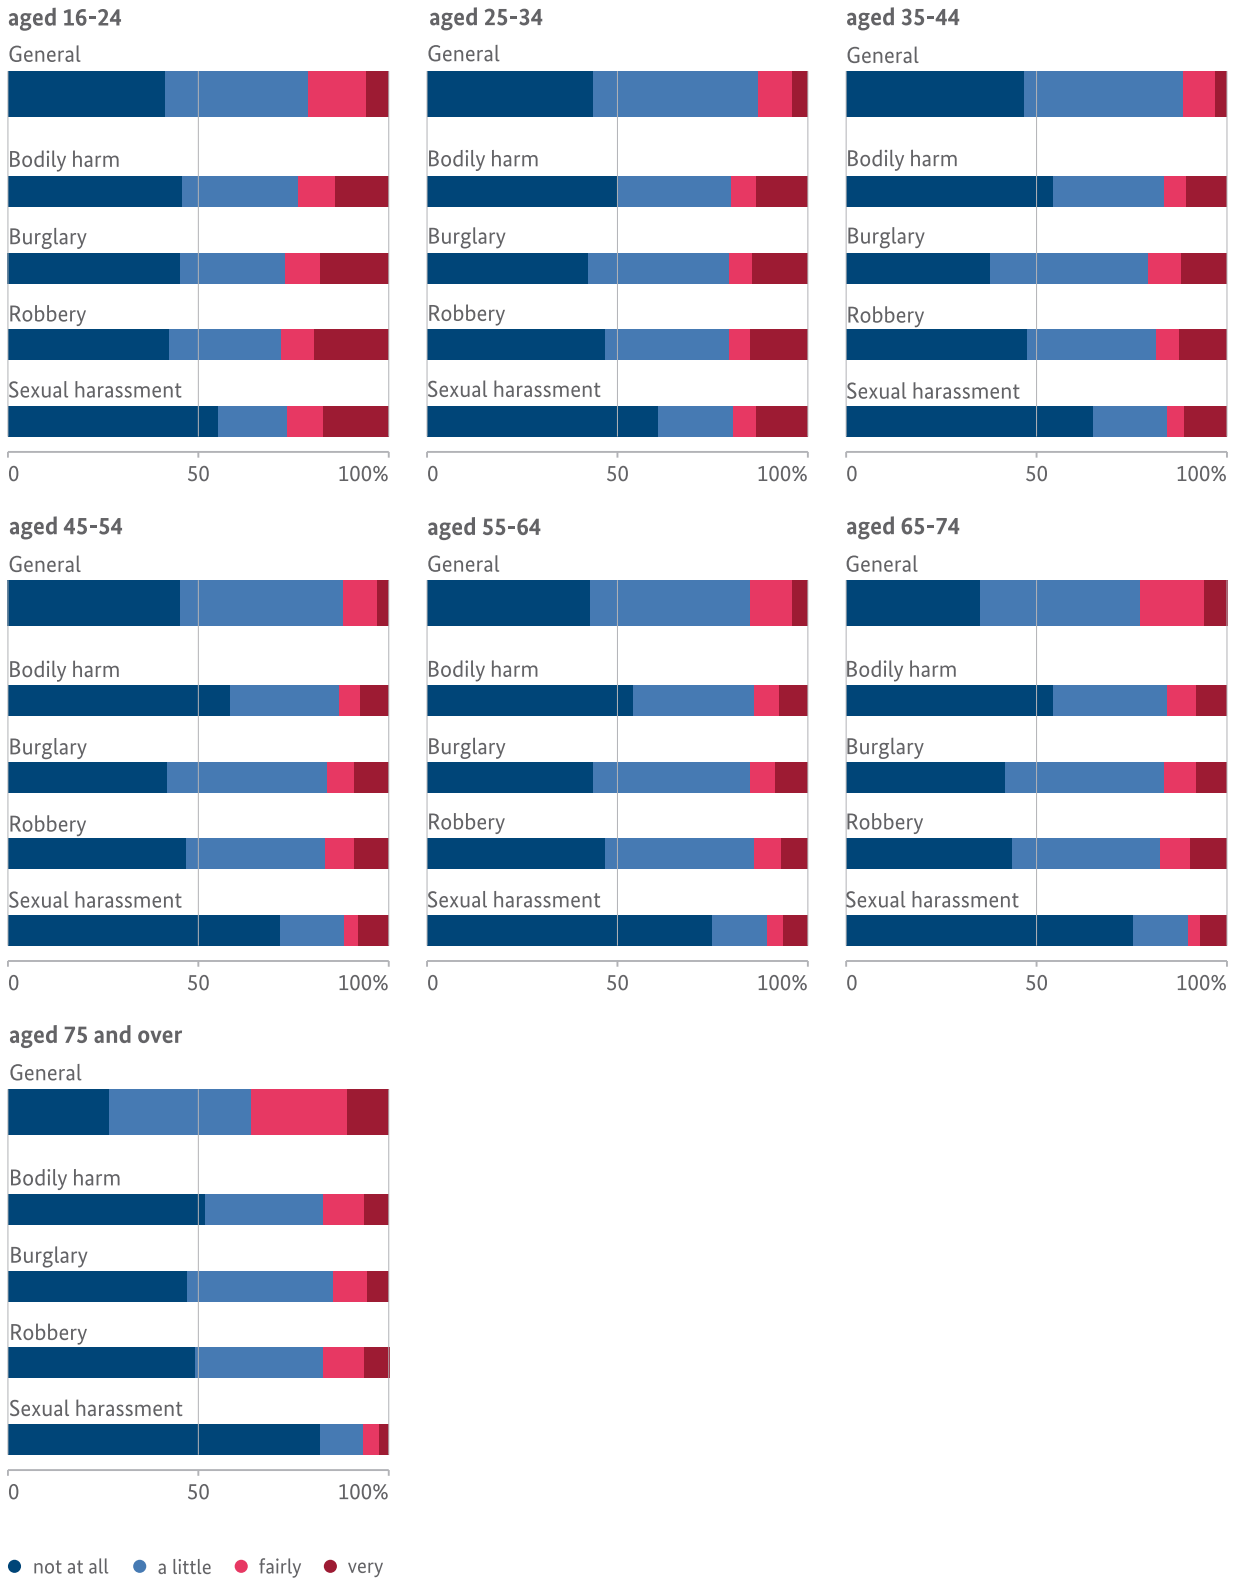 aged 16-24
General
Bodily harm
Burglary
Robbery
Sexual harassment
0 50 100%
aged 25-34
General
Bodily harm
Burglary
Robbery
Sexual harassment
0 50 100%
aged 35-44
General
Bodily harm
Burglary
Robbery
Sexual harassment
0 50 100%
aged 45-54
General
Bodily harm
Burglary
Robbery
Sexual harassment
0 50 100%
aged 55-64
General
Bodily harm
Burglary
Robbery
Sexual harassment
0 50 100%
aged 65-74
General
Bodily harm
Burglary
Robbery
Sexual harassment
0 50 100%
aged 75 and over
General
Bodily harm
Burglary
Robbery
Sexual harassment
0 50 100%
not at all a little fairly very